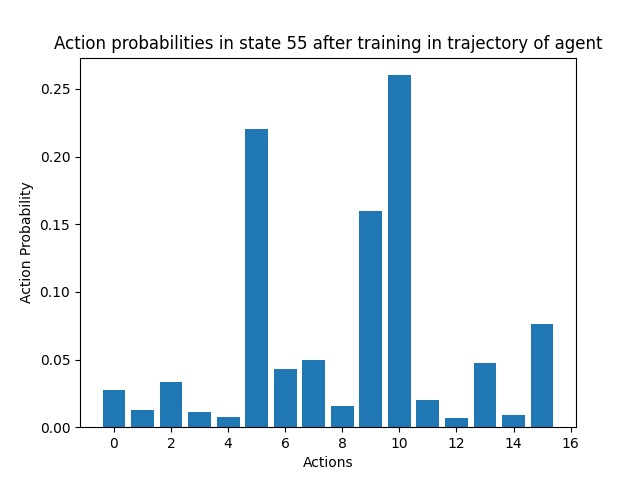 Action probabilities in state 55 after training in trajectory of agent
Action Probability
0.25
0.20
0.15
0.10
0.05
0.00
0 2 4 6 8 10 12 14 16
Actions